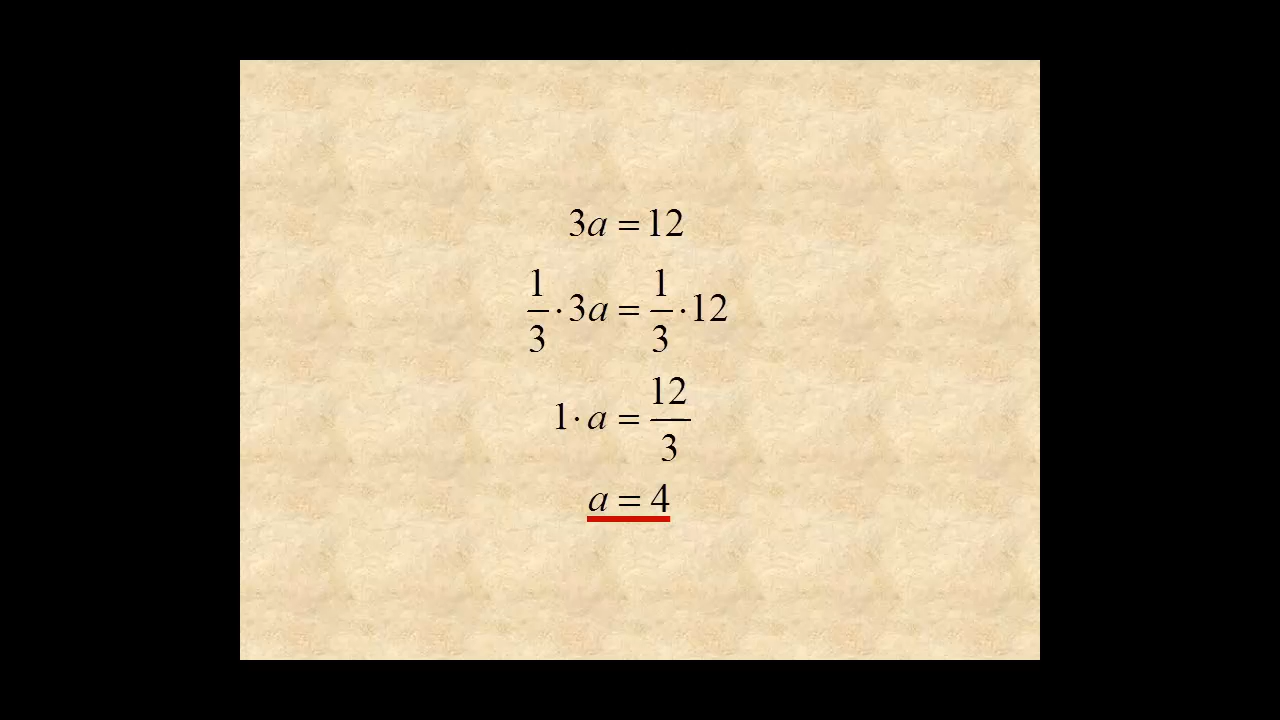 3a = 12
1/3 · 3a = 1/3 · 12
1 · a = 12/3
a = 4